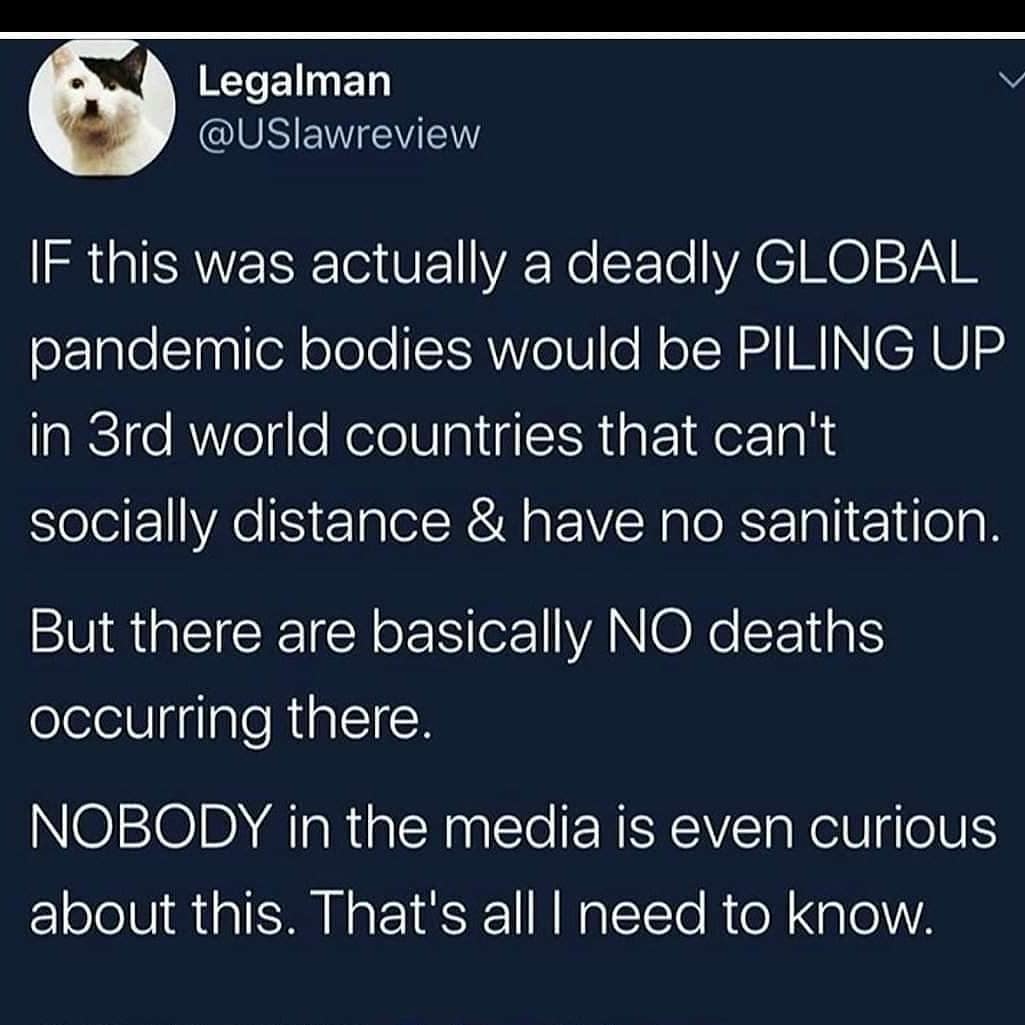 Legalman
@USlawreview
IF this was actually a deadly GLOBAL
pandemic bodies would be PILING UP
in 3rd world countries that can't
socially distance & have no sanitation.
But there are basically NO deaths
occurring there.
NOBODY in the media is even curious
about this. That's all I need to know.